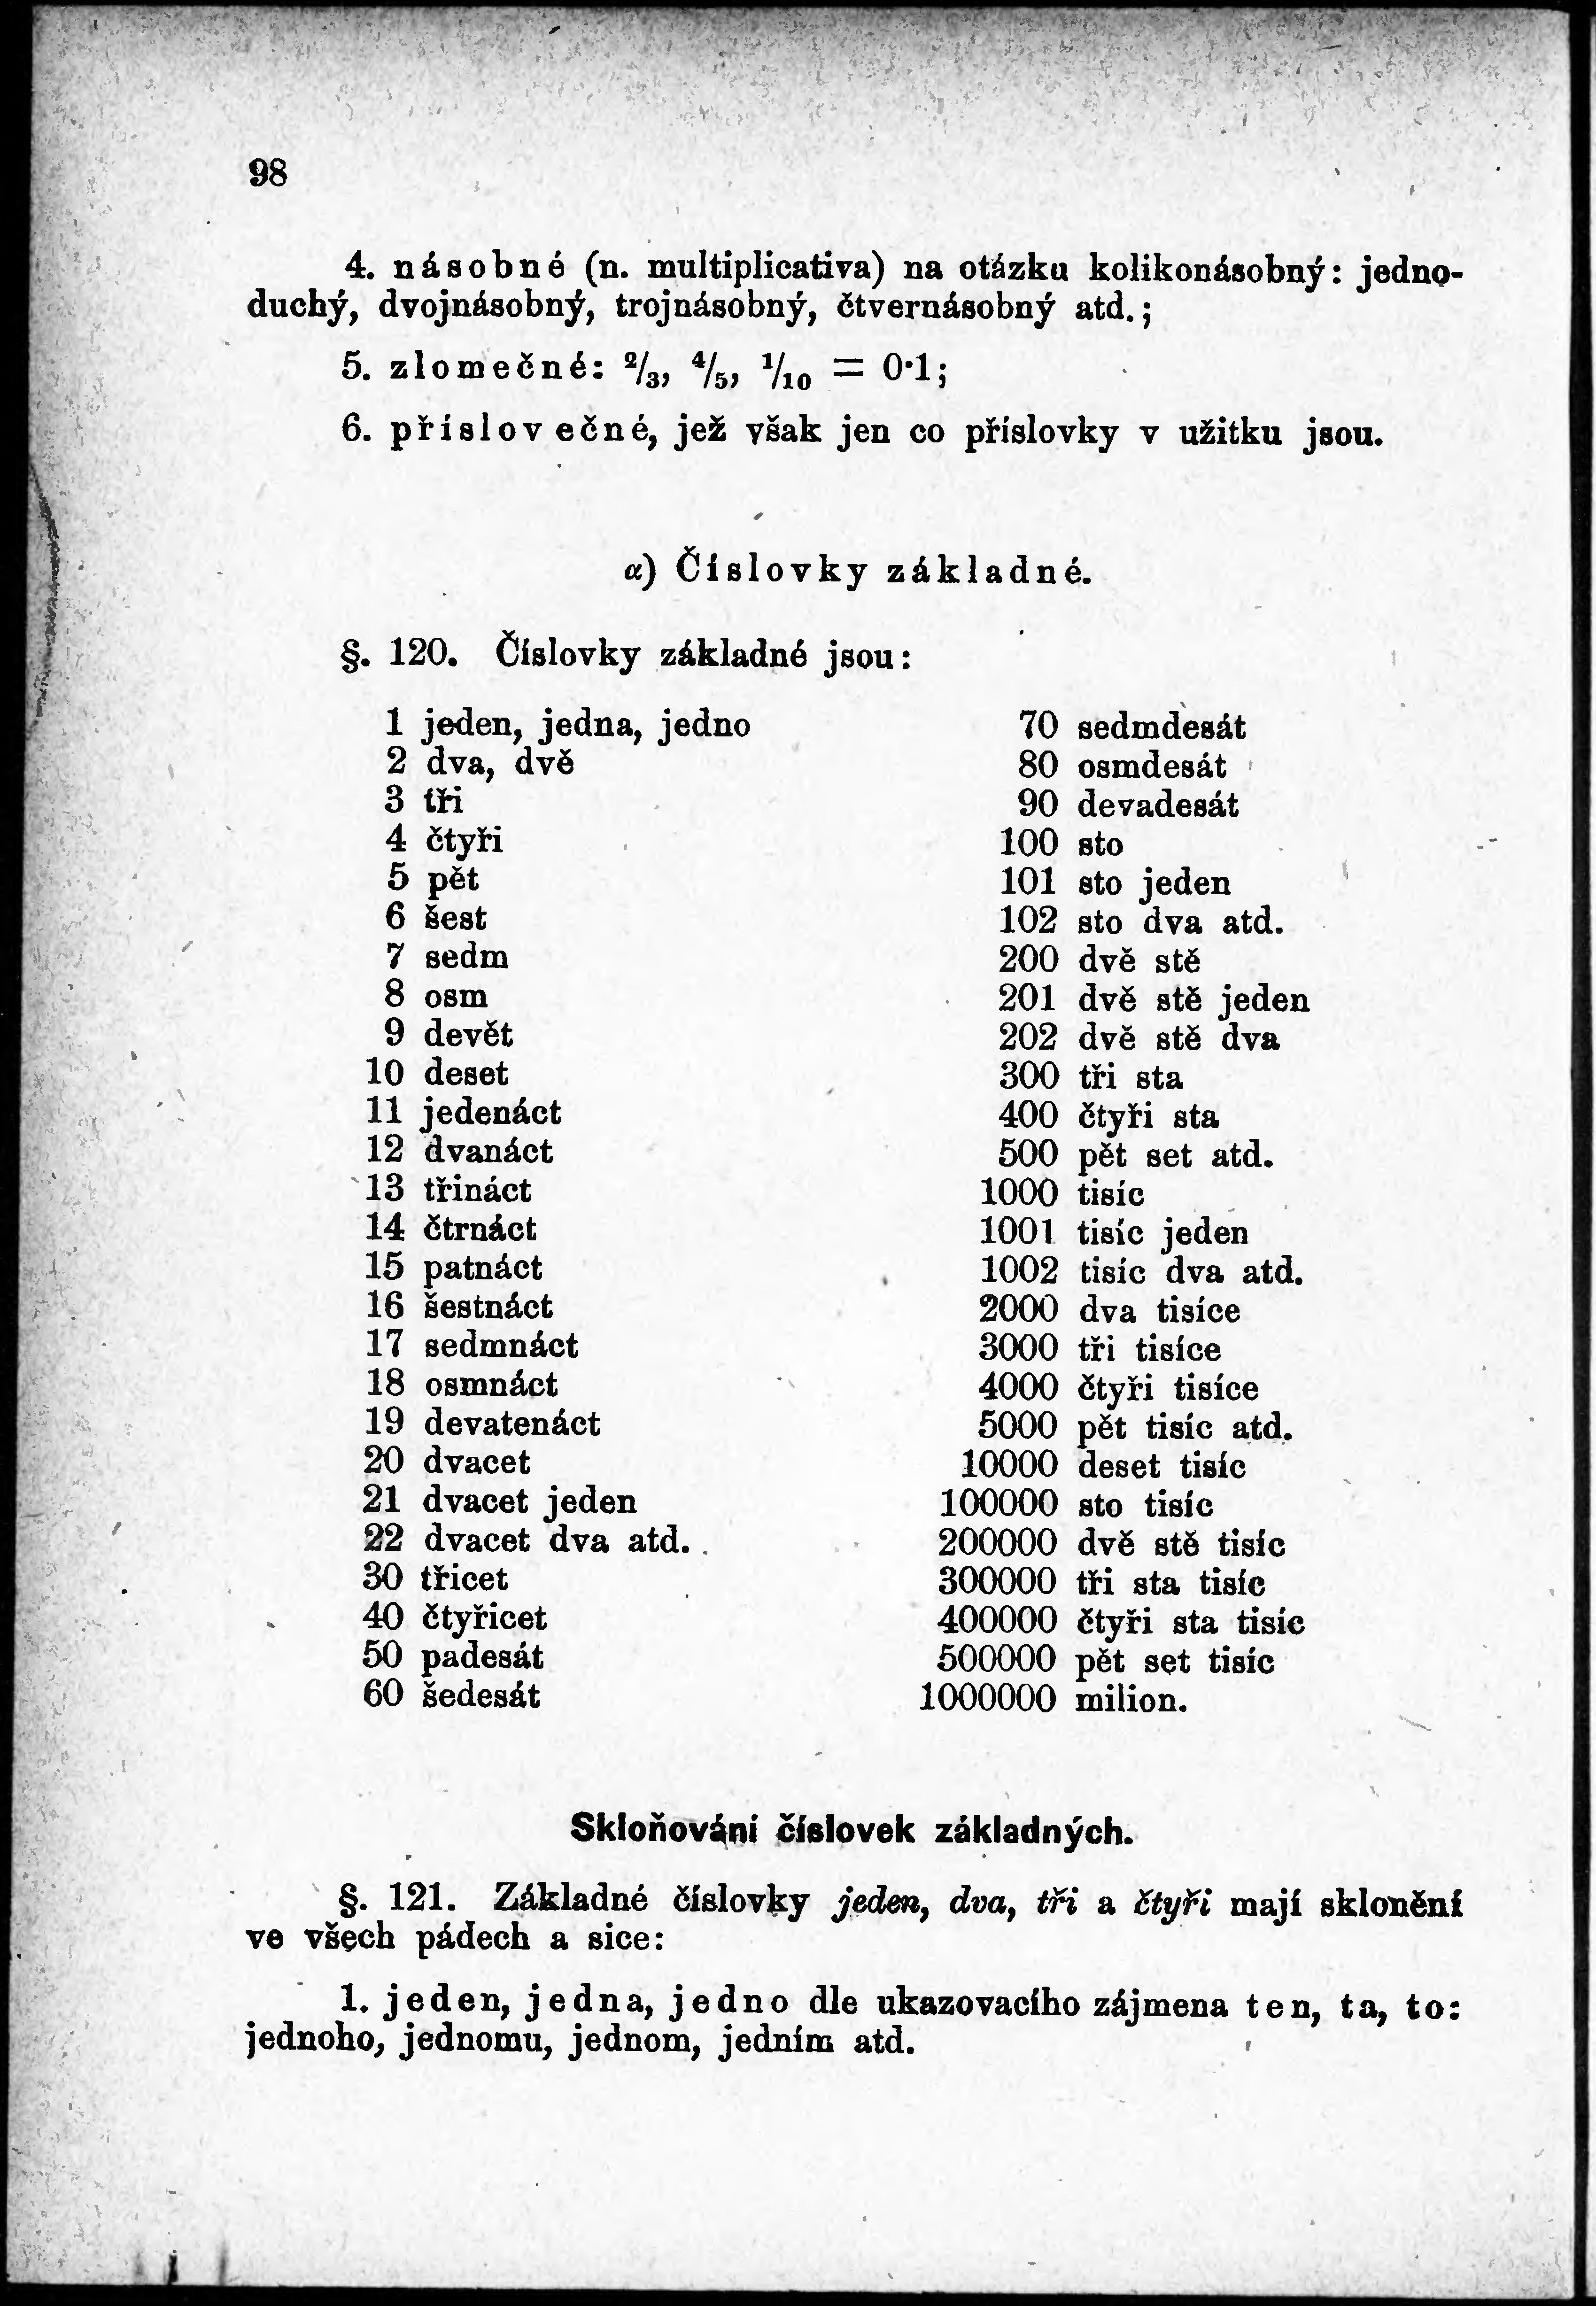 98
4. násobné (n. multiplicativa) na otázku kolikonásobný: jedno-
duchý, dvojnásobný, trojnásobný, čtvernásobný atd.;
5. zlomečné: 2/3, 4/5, 1/10 = 0·1;
6. příslovečné, jež však jen co příslovky v užitku jsou.
α) Číslovky základné.
§. 120. Číslovky základné jsou:
1 jeden, jedna, jedno
2 dva, dvě
3 tři
4 čtyři
5 pět
6 šest
7 sedm
8 osm
9 devět
10 deset
11 jedenáct
12 dvanáct
13 třináct
14 čtrnáct
15 patnáct
16 šestnáct
17 sedmnáct
18 osmnáct
19 devatenáct
20 dvacet
21 dvacet jeden
22 dvacet dva atd.
30 třicet
40 čtyřicet
50 padesát
60 šedesát
70 sedmdesát
80 osmdesát
90 devadesát
100 sto
101 sto jeden
102 sto dva atd.
200 dvě stě
201 dvě stě jeden
202 dvě stě dva
300 tři sta
400 čtyři sta
500 pět set atd.
1000 tisíc
1001 tisíc jeden
1002 tisíc dva atd.
2000 dva tisíce
3000 tři tisíce
4000 čtyři tisíce
5000 pět tisíc atd.
10000 deset tisíc
100000 sto tisíc
200000 dvě stě tisíc
300000 tři sta tisíc
400000 čtyři sta tisíc
500000 pět set tisíc
1000000 milion.
Skloňování číslovek základných.
§. 121. Základné číslovky jeden, dva, tři a čtyři mají sklonění
ve všech pádech a sice:
1. jeden, jedna, jedno dle ukazovacího zájmena ten, ta, to:
jednoho, jednomu, jednom, jedním atd.